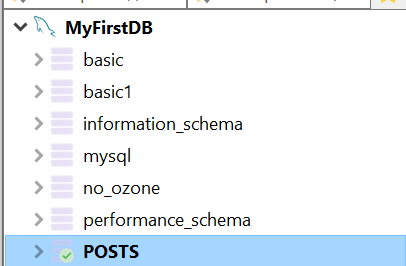 MyFirstDB
basic
basic1
information_schema
mysql
no_ozone
performance_schema
POSTS